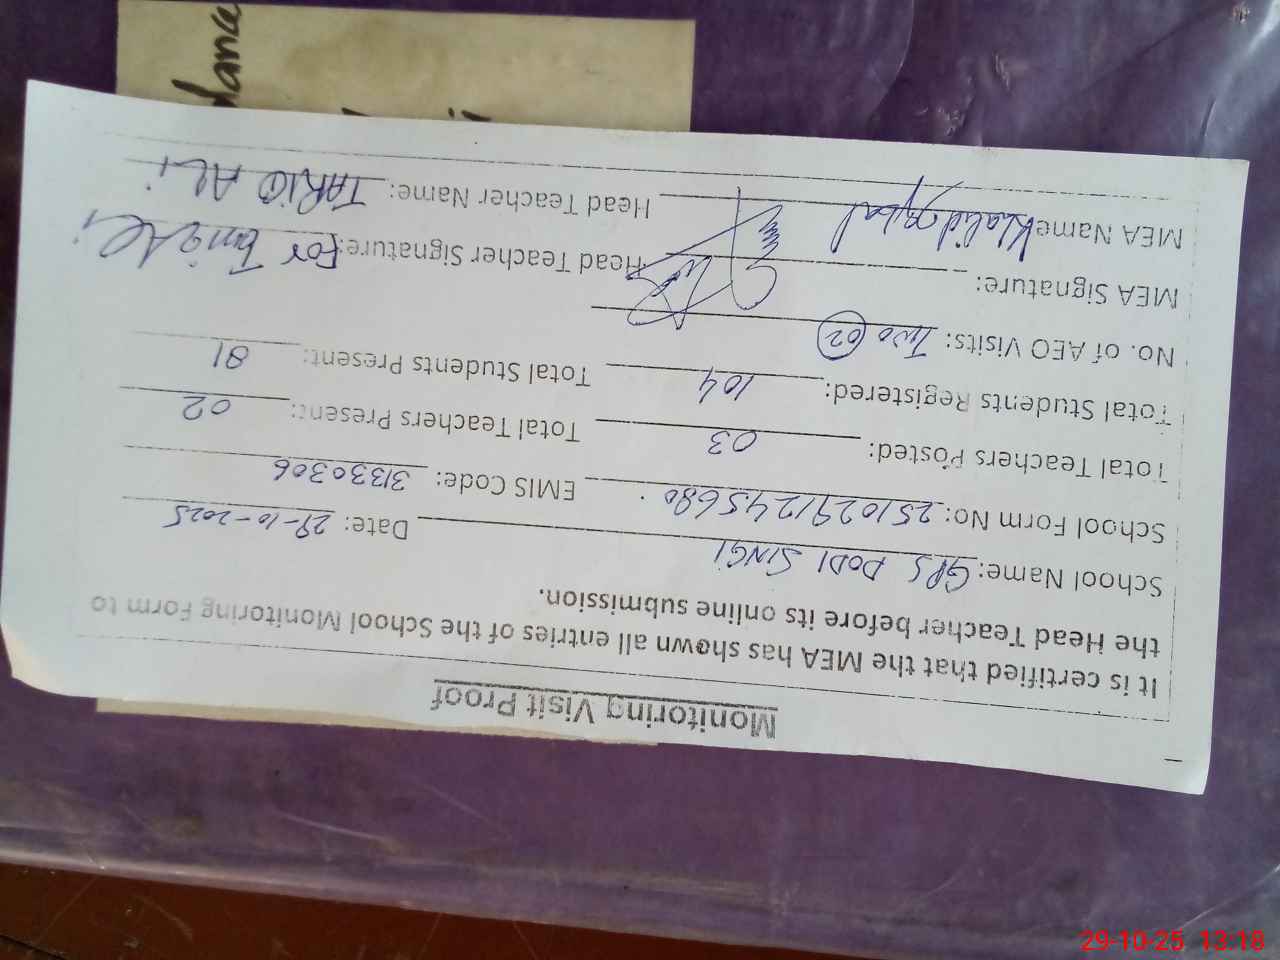 Monitoring Visit Proof
It is certified that the MEA has shown all entries of the School Monitoring Form to
the Head Teacher before its online submission.
School Name: GPS DODI SINGI Date: 29-10-2025
School Form No: 2510291245680 EMIS Code: 31330306
Total Teachers Posted: 03 Total Teachers Present: 02
Total Students Registered: 104 Total Students Present: 81
No. of AEO Visits: Two 02
MEA Signature: Head Teacher Signature: For Tariq Ali
MEA Name: Khalid Iqbal Head Teacher Name: TARIQ ALi
dance
29-10-25 13:18